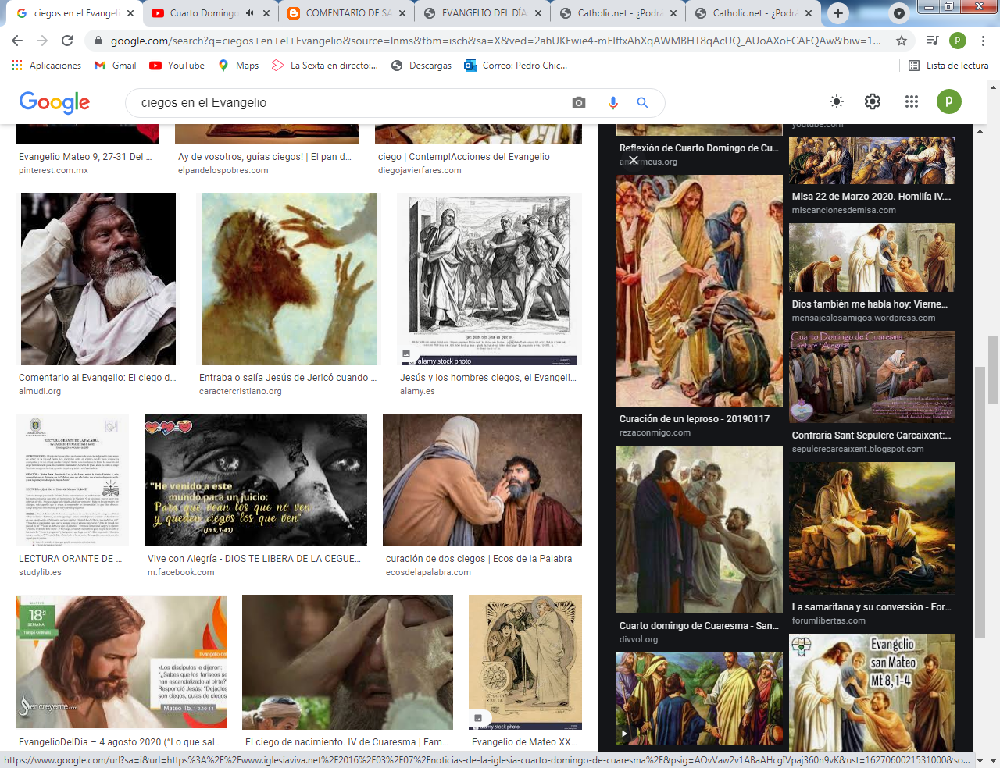 ciegos en el Evangeli
Cuarto Doming
COMENTARIO DE SA
EVANGELIO DEL DÍA
Catholic.net - ¿Podrá
Catholic.net - ¿Podrá
google.com/search?q=ciegos+en+el+Evangelio&source=lnms&tbm=isch&sa=X&ved=2ahUKEwie4-mElffxAhXqAWMBHT8qAcUQ_AUoAXoECAEQAw&biw=1...
p
Aplicaciones
Gmail
YouTube
Maps
La Sexta en directo:...
Descargas
Correo: Pedro Chic...
Lista de lectura
Google
ciegos en el Evangelio
p
Evangelio Mateo 9, 27-31 Del ...
pinterest.com.mx
Ay de vosotros, guías ciegos! | El pan d...
elpandelospobres.com
ciego | ContemplAcciones del Evangelio
diegojavierfares.com
Comentario al Evangelio: El ciego d...
almudi.org
Entraba o salía Jesús de Jericó cuando ...
caractercristiano.org
alamy stock photo
Jesús y los hombres ciegos, el Evangeli...
alamy.es
LECTURA ORANTE DE LA PALABRA
LECTURA ORANTE DE ...
studylib.es
"He venido a este
mundo para un juicio:
Para que vean los que no ven
y queden ciegos los que ven"
(Jn 9,1-41)
Vive con Alegría - DIOS TE LIBERA DE LA CEGUE...
m.facebook.com
curación de dos ciegos | Ecos de la Palabra
ecosdelapalabra.com
MARTES
18ª
SEMANA
Tiempo Ordinario
Evangelio de
«Los discípulos le dijeron:
"¿Sabes que los fariseos se
han escandalizado al oírte?"
Respondió Jesús: "Dejadlos
son ciegos, guías de ciegos
Mateo 15, 1-2.10-14
Ser creyente.com
EvangelioDelDia – 4 agosto 2020 ("Lo que sal...
El ciego de nacimiento. IV de Cuaresma | Fam...
alamy stock photo
Evangelio de Mateo XX...
Reflexión de Cuarto Domingo de Cu...
Curación de un leproso - 20190117
rezaconmigo.com
Cuarto domingo de Cuaresma - San...
divvol.org
youtube.com
Misa 22 de Marzo 2020. Homilía IV....
miscancionesdemisa.com
Dios también me habla hoy: Vierne...
mensajealosamigos.wordpress.com
Cuarto Domingo de Cuaresma
Laetare "Alegría"
Confraria Sant Sepulcre Carcaixent:...
sepulcrecarcaixent.blogspot.com
La samaritana y su conversión - For...
forumlibertas.com
Evangelio
san Mateo
Mt 8, 1-4
https://www.google.com/url?sa=i&url=https%3A%2F%2Fwww.iglesiaviva.net%2F2016%2F03%2F07%2Fnoticias-de-la-iglesia-cuarto-domingo-de-cuaresma%2F&psig=AOvVaw2v1ABaAHcgIVpaj360n9vK&ust=1627060021531000&so...